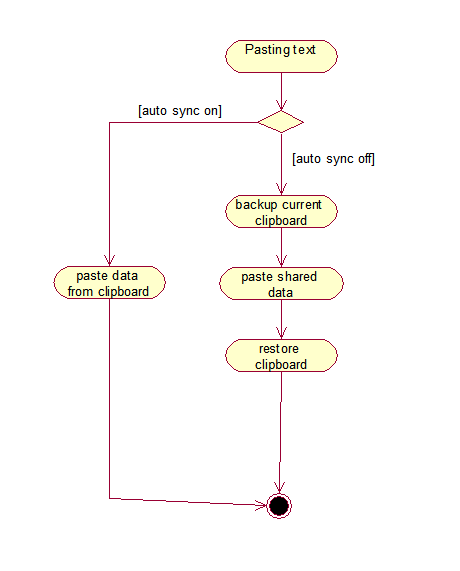 Pasting text
[auto sync on]
[auto sync off]
backup current
clipboard
paste data
from clipboard
paste shared
data
restore
clipboard